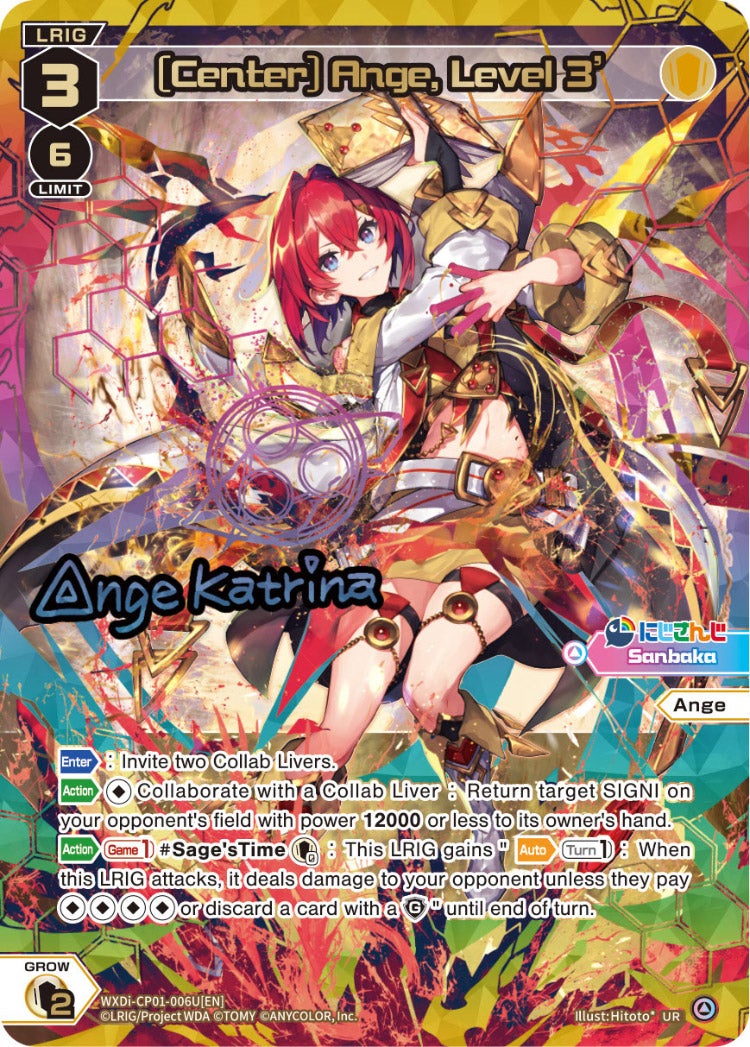 LRIG
3
[Center] Ange, Level 3'
6
LIMIT
Ange Katrina
にじさんじ
Sanbaka
Ange
Enter : Invite two Collab Livers.
Action ◆ Collaborate with a Collab Liver : Return target SIGNI on
your opponent's field with power 12000 or less to its owner's hand.
Action Game 1 #Sage'sTime 0 : This LRIG gains " Auto Turn 1 : When
this LRIG attacks, it deals damage to your opponent unless they pay
◆◆◆◆ or discard a card with a G " until end of turn.
GROW
2
WXDi-CP01-006U[EN]
©LRIG/Project WDA ©TOMY ©ANYCOLOR, Inc.
Illust:Hitoto* UR